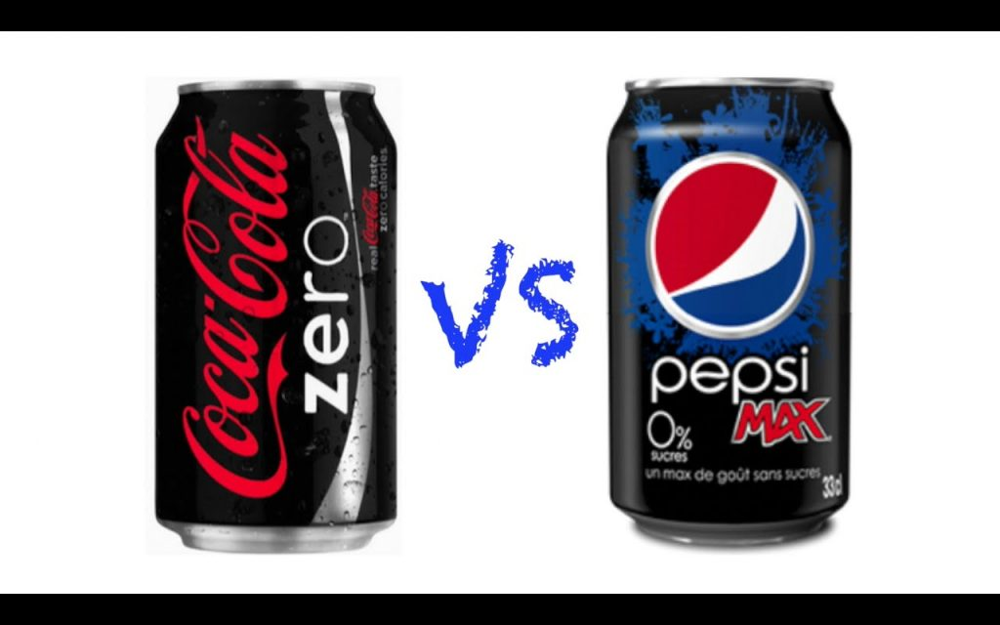 Coca-Cola
zero
real Coca-Cola taste
zero calories
VS
pepsi
MAX
0%
sucres
un max de goût sans sucres
33cl